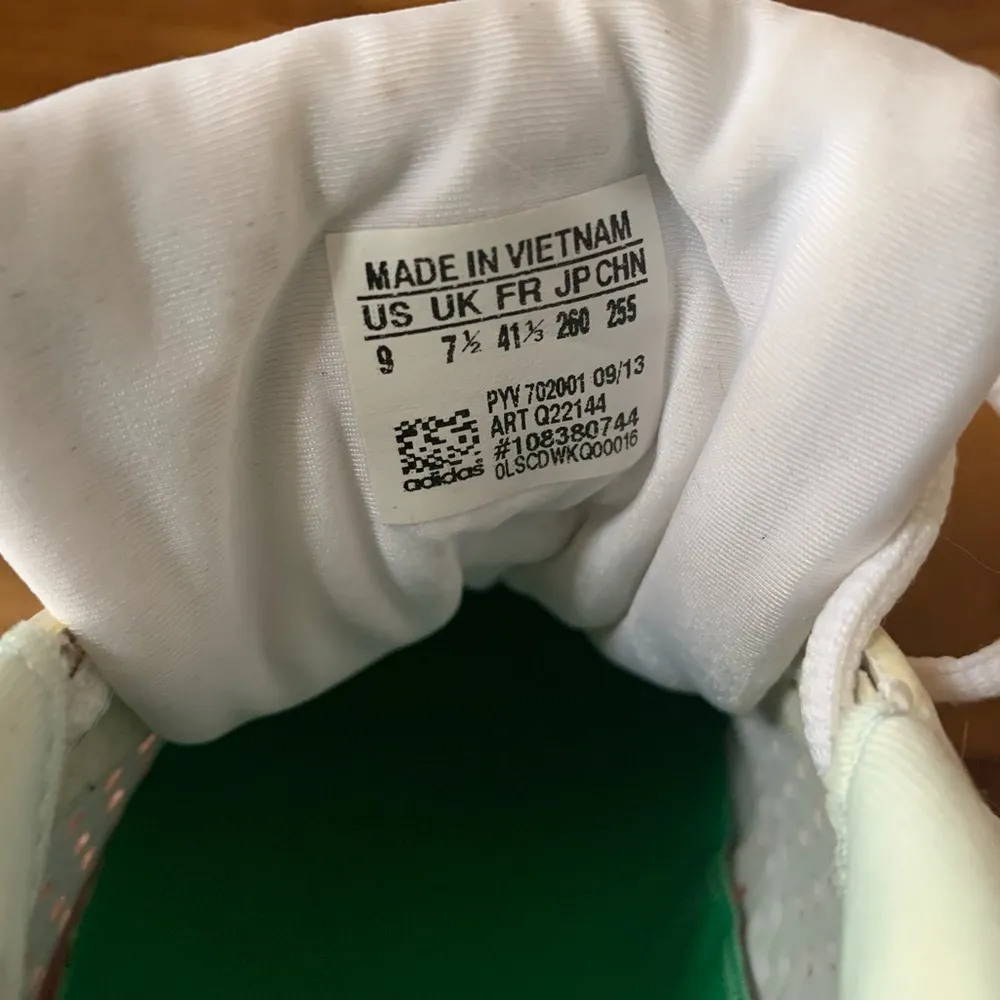 MADE IN VIETNAM
US UK FR JP CHN
9 7½ 41⅓ 260 255
PYV 702001 09/13
ART Q22144
#108380744
adidas 0LSCDWKQ00016